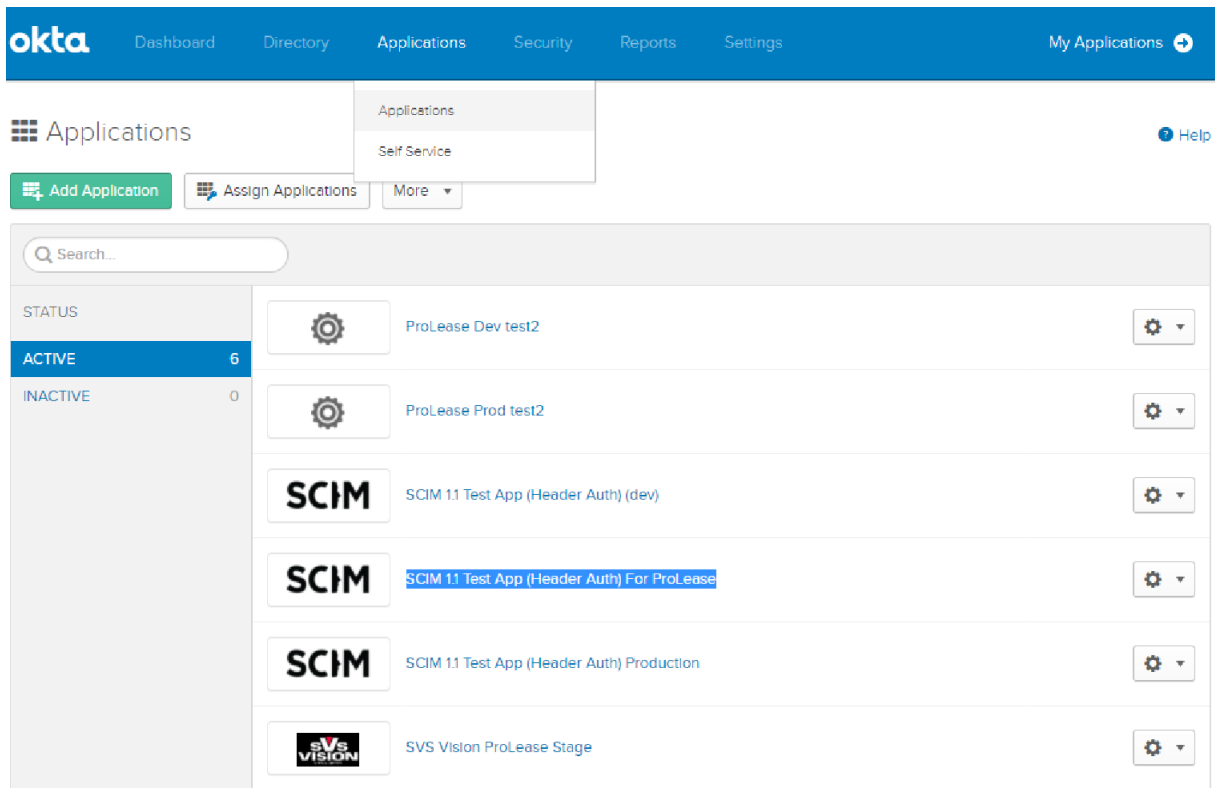 okta Dashboard Directory Applications Security Reports Settings My Applications
Applications
Self Service
Applications
Help
Add Application Assign Applications More
Search...
STATUS
ACTIVE 6
INACTIVE 0
ProLease Dev test2
ProLease Prod test2
SCIM SCIM 1.1 Test App (Header Auth) (dev)
SCIM SCIM 1.1 Test App (Header Auth) For ProLease
SCIM SCIM 1.1 Test App (Header Auth) Production
SVS VISION SVS Vision ProLease Stage